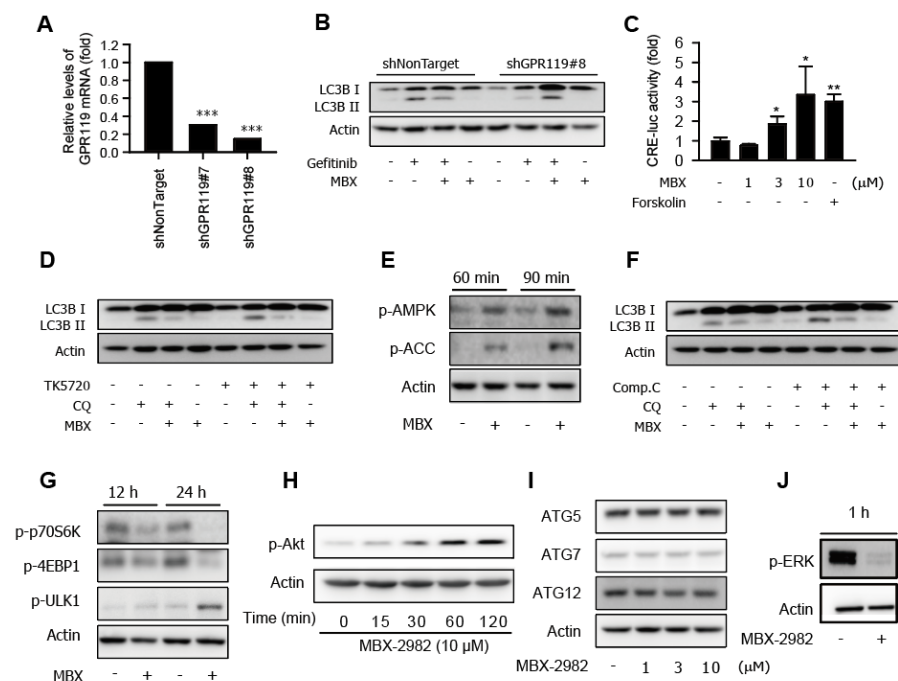 A
Relative levels of
GPR119 mRNA (fold)
1.2
1.0
0.8
0.6
0.4
0.2
0
***
***
shNonTarget
shGPR119#7
shGPR119#8
B
shNonTarget shGPR119#8
LC3B I
LC3B II
Actin
Gefitinib - + + - - + + -
MBX - - + + - - + +
C
CRE-luc activity (fold)
6
5
4
3
2
1
0
*
*
**
MBX - 1 3 10 - (μM)
Forskolin - - - - +
D
LC3B I
LC3B II
Actin
TK5720 - - - - + + + +
CQ - + + - - + + -
MBX - - + + - - + +
E
60 min 90 min
p-AMPK
p-ACC
Actin
MBX - + - +
F
LC3B I
LC3B II
Actin
Comp.C - - - - + + + +
CQ - + + - - + + -
MBX - - + + - - + +
G
12 h 24 h
p-p70S6K
p-4EBP1
p-ULK1
Actin
MBX - + - +
H
p-Akt
Actin
Time (min) 0 15 30 60 120
MBX-2982 (10 μM)
I
ATG5
ATG7
ATG12
Actin
MBX-2982 - 1 3 10 (μM)
J
1 h
p-ERK
Actin
MBX-2982 - +